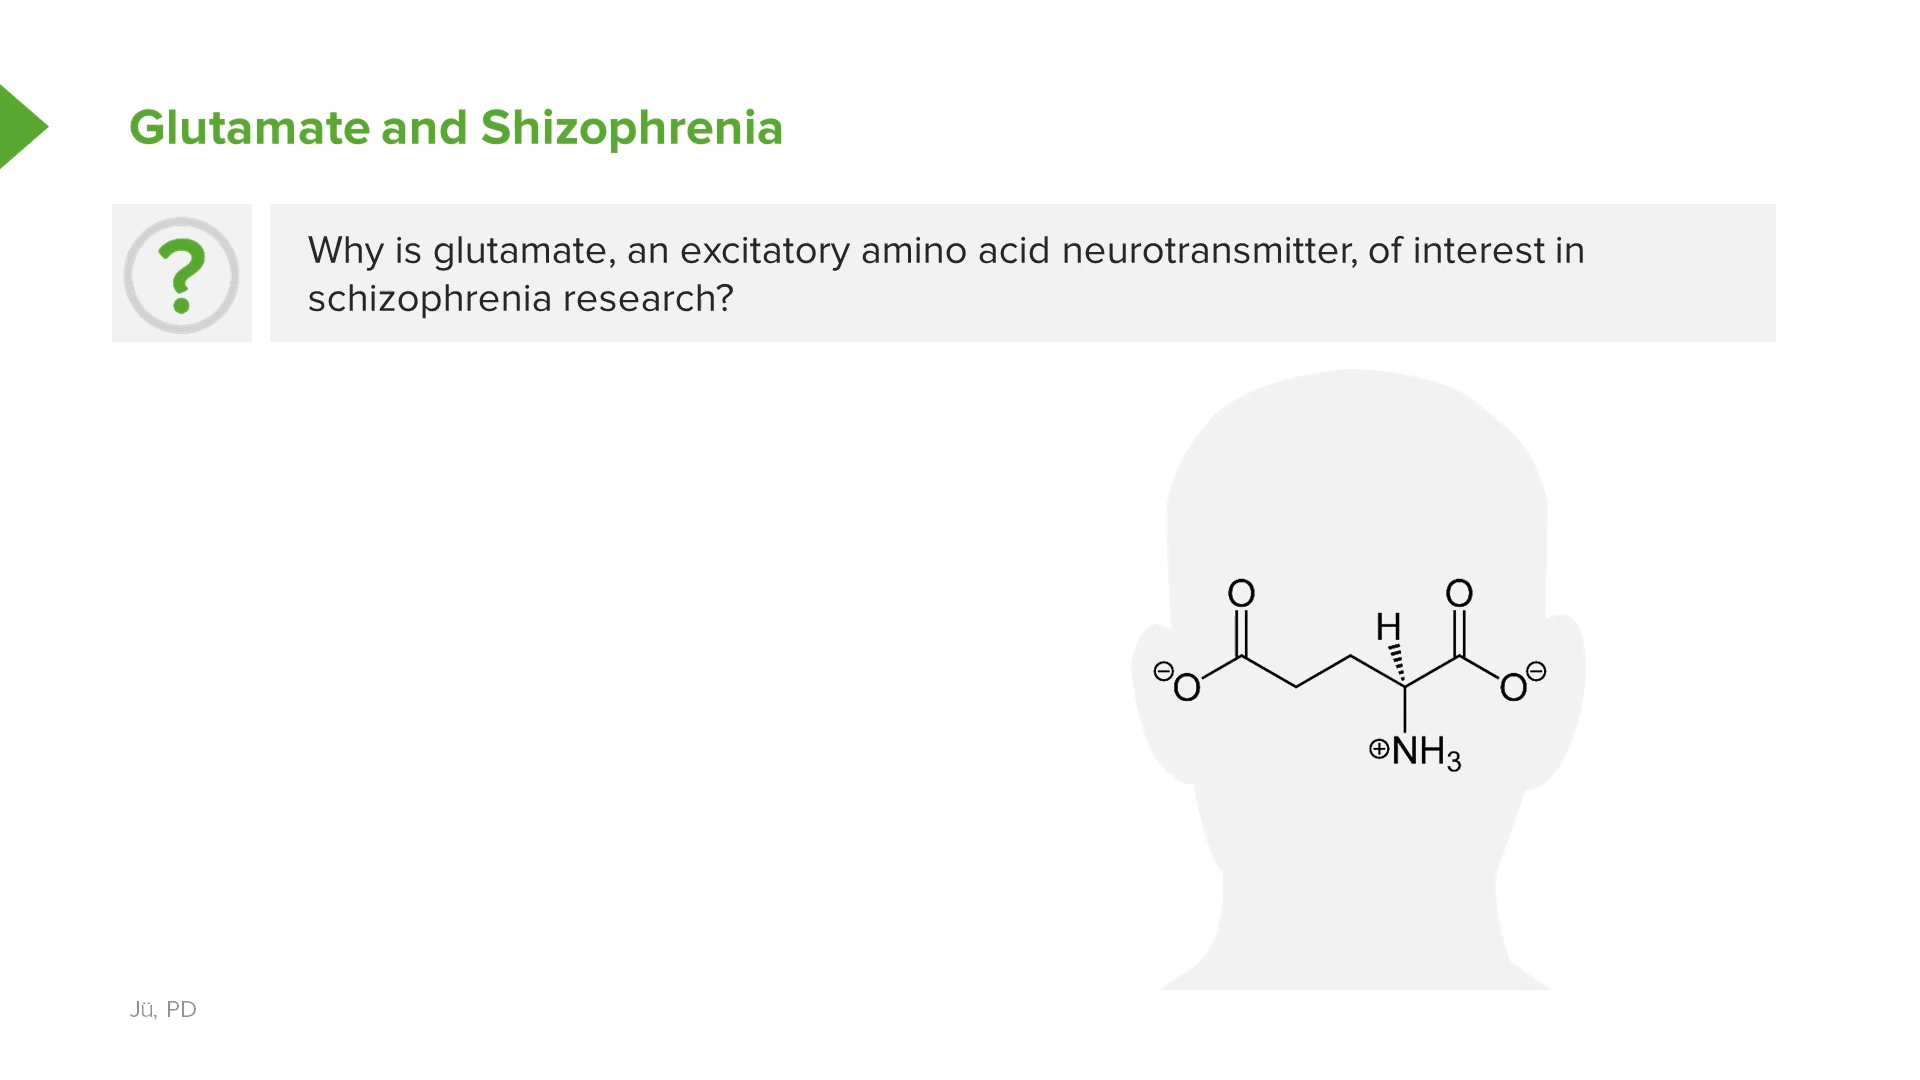 Glutamate and Shizophrenia
?
Why is glutamate, an excitatory amino acid neurotransmitter, of interest in
schizophrenia research?
O O
H
⊖O O⊖
⊕NH₃
Jü, PD